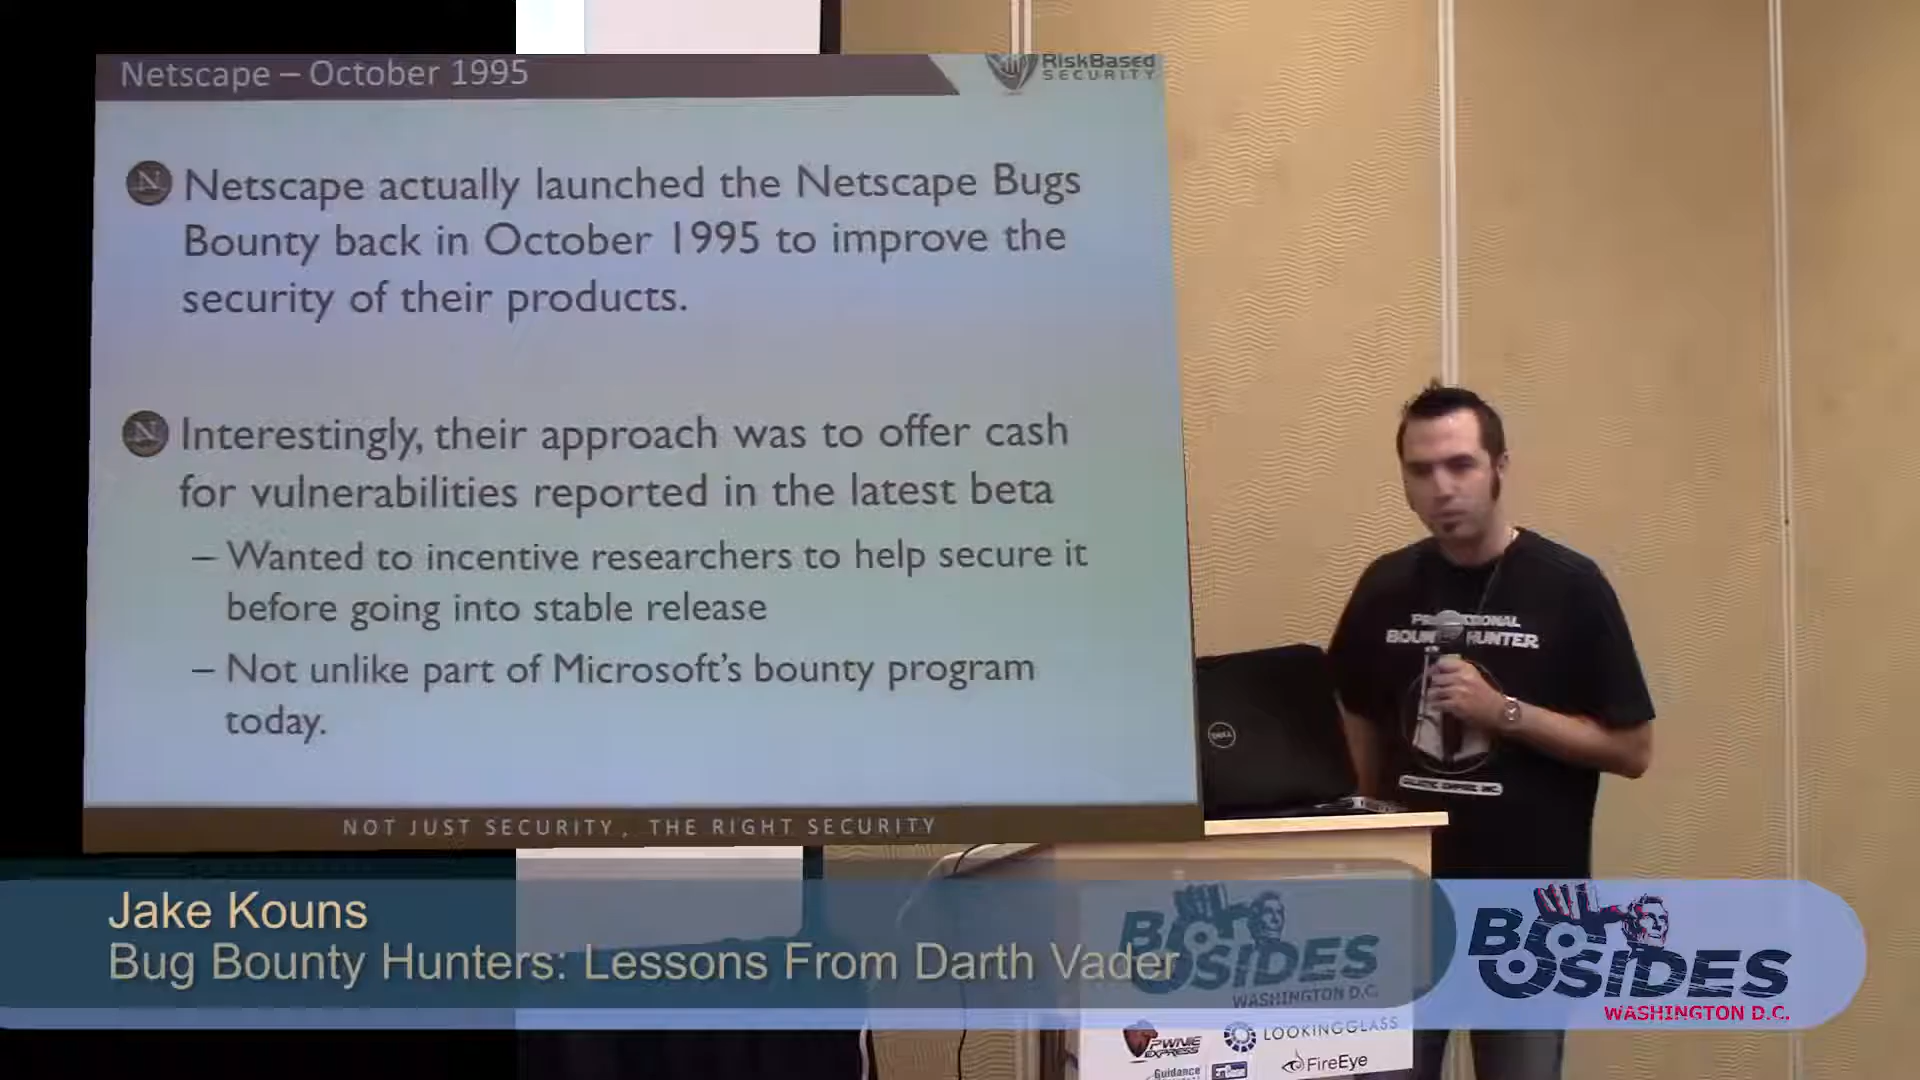 Netscape – October 1995
RiskBased
SECURITY
Netscape actually launched the Netscape Bugs
Bounty back in October 1995 to improve the
security of their products.
Interestingly, their approach was to offer cash
for vulnerabilities reported in the latest beta
– Wanted to incentive researchers to help secure it
before going into stable release
– Not unlike part of Microsoft's bounty program
today.
NOT JUST SECURITY, THE RIGHT SECURITY
BOUNTY HUNTER
DELL
Jake Kouns
Bug Bounty Hunters: Lessons From Darth Vader
BSIDES
WASHINGTON D.C.
BSIDES
WASHINGTON D.C.
PWNIE
EXPRESS
LOOKINGGLASS
Guidance
FireEye